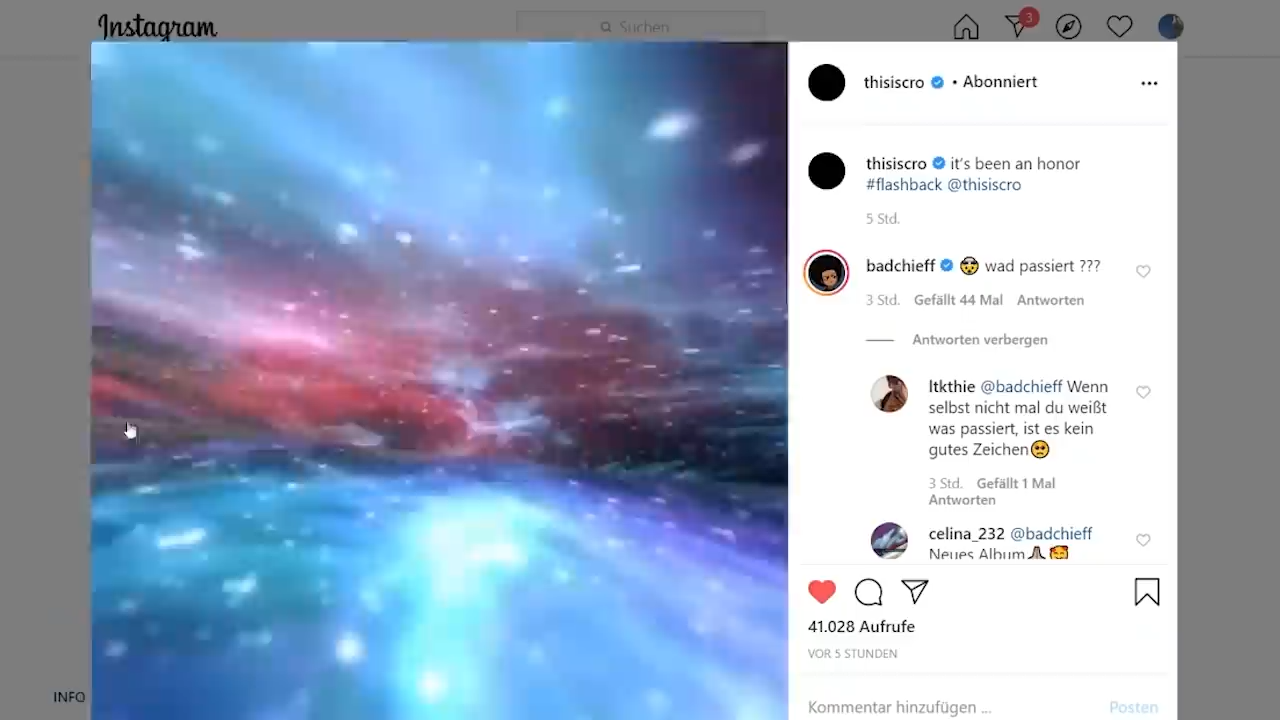 Instagram
Suchen
3
thisiscro • Abonniert
thisiscro it's been an honor
#flashback @thisiscro
5 Std.
badchieff 🤯 wad passiert ???
3 Std. Gefällt 44 Mal Antworten
Antworten verbergen
ltkthie @badchieff Wenn
selbst nicht mal du weißt
was passiert, ist es kein
gutes Zeichen🥺
3 Std. Gefällt 1 Mal
Antworten
celina_232 @badchieff
Neues Album🙏🏽🥰
41.028 Aufrufe
VOR 5 STUNDEN
INFO
Kommentar hinzufügen ...
Posten